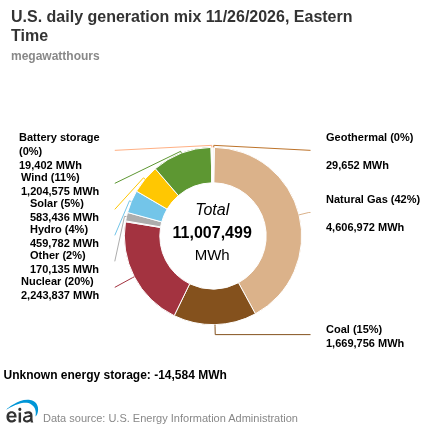 U.S. daily generation mix 11/26/2026, Eastern
Time
megawatthours
Battery storage
(0%)
19,402 MWh
Wind (11%)
1,204,575 MWh
Solar (5%)
583,436 MWh
Hydro (4%)
459,782 MWh
Other (2%)
170,135 MWh
Nuclear (20%)
2,243,837 MWh
Total
11,007,499
MWh
Geothermal (0%)
29,652 MWh
Natural Gas (42%)
4,606,972 MWh
Coal (15%)
1,669,756 MWh
Unknown energy storage: -14,584 MWh
eia
Data source: U.S. Energy Information Administration